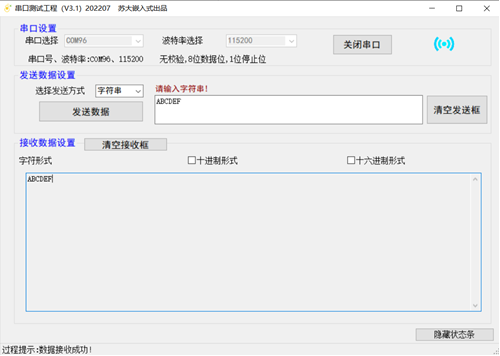 串口测试工程 (V3.1) 202207 苏大嵌入式出品
串口设置
串口选择 COM96 波特率选择 115200 关闭串口
串口号、波特率:COM96、115200 无校验,8位数据位,1位停止位
发送数据设置
选择发送方式 字符串 请输入字符串!
ABCDEF
发送数据 清空发送框
接收数据设置 清空接收框
字符形式 十进制形式 十六进制形式
ABCDEF
隐藏状态条
过程提示:数据接收成功!